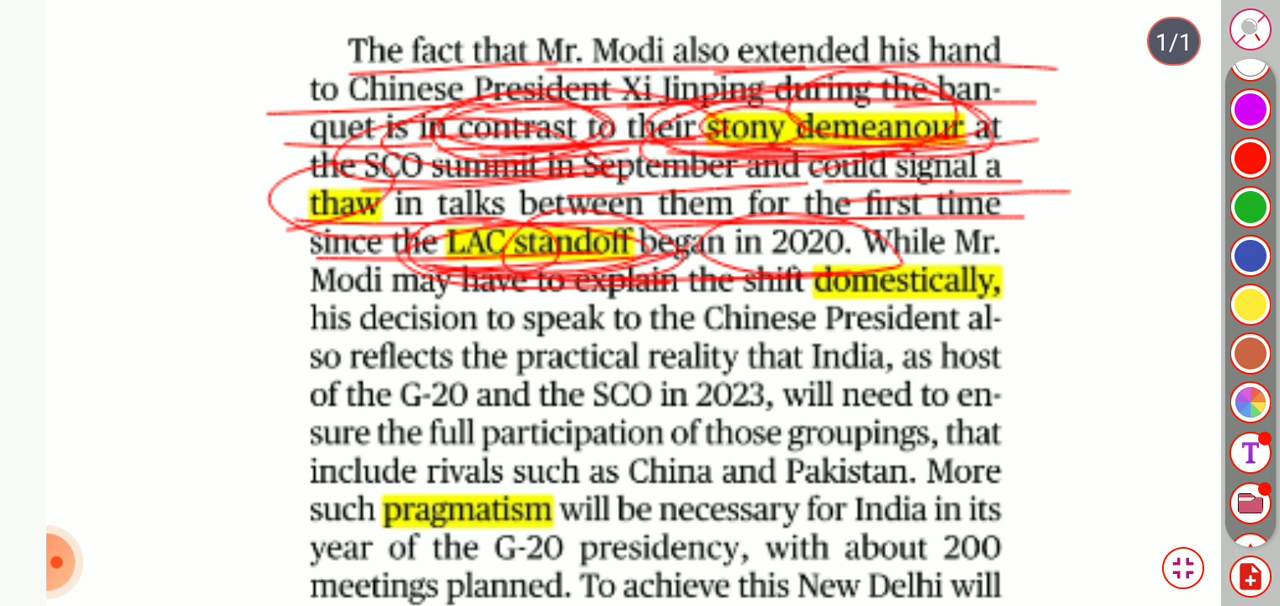 The fact that Mr. Modi also extended his hand
to Chinese President Xi Jinping during the ban-
quet is in contrast to their stony demeanour at
the SCO summit in September and could signal a
thaw in talks between them for the first time
since the LAC standoff began in 2020. While Mr.
Modi may have to explain the shift domestically,
his decision to speak to the Chinese President al-
so reflects the practical reality that India, as host
of the G-20 and the SCO in 2023, will need to en-
sure the full participation of those groupings, that
include rivals such as China and Pakistan. More
such pragmatism will be necessary for India in its
year of the G-20 presidency, with about 200
meetings planned. To achieve this New Delhi will
1/1
T